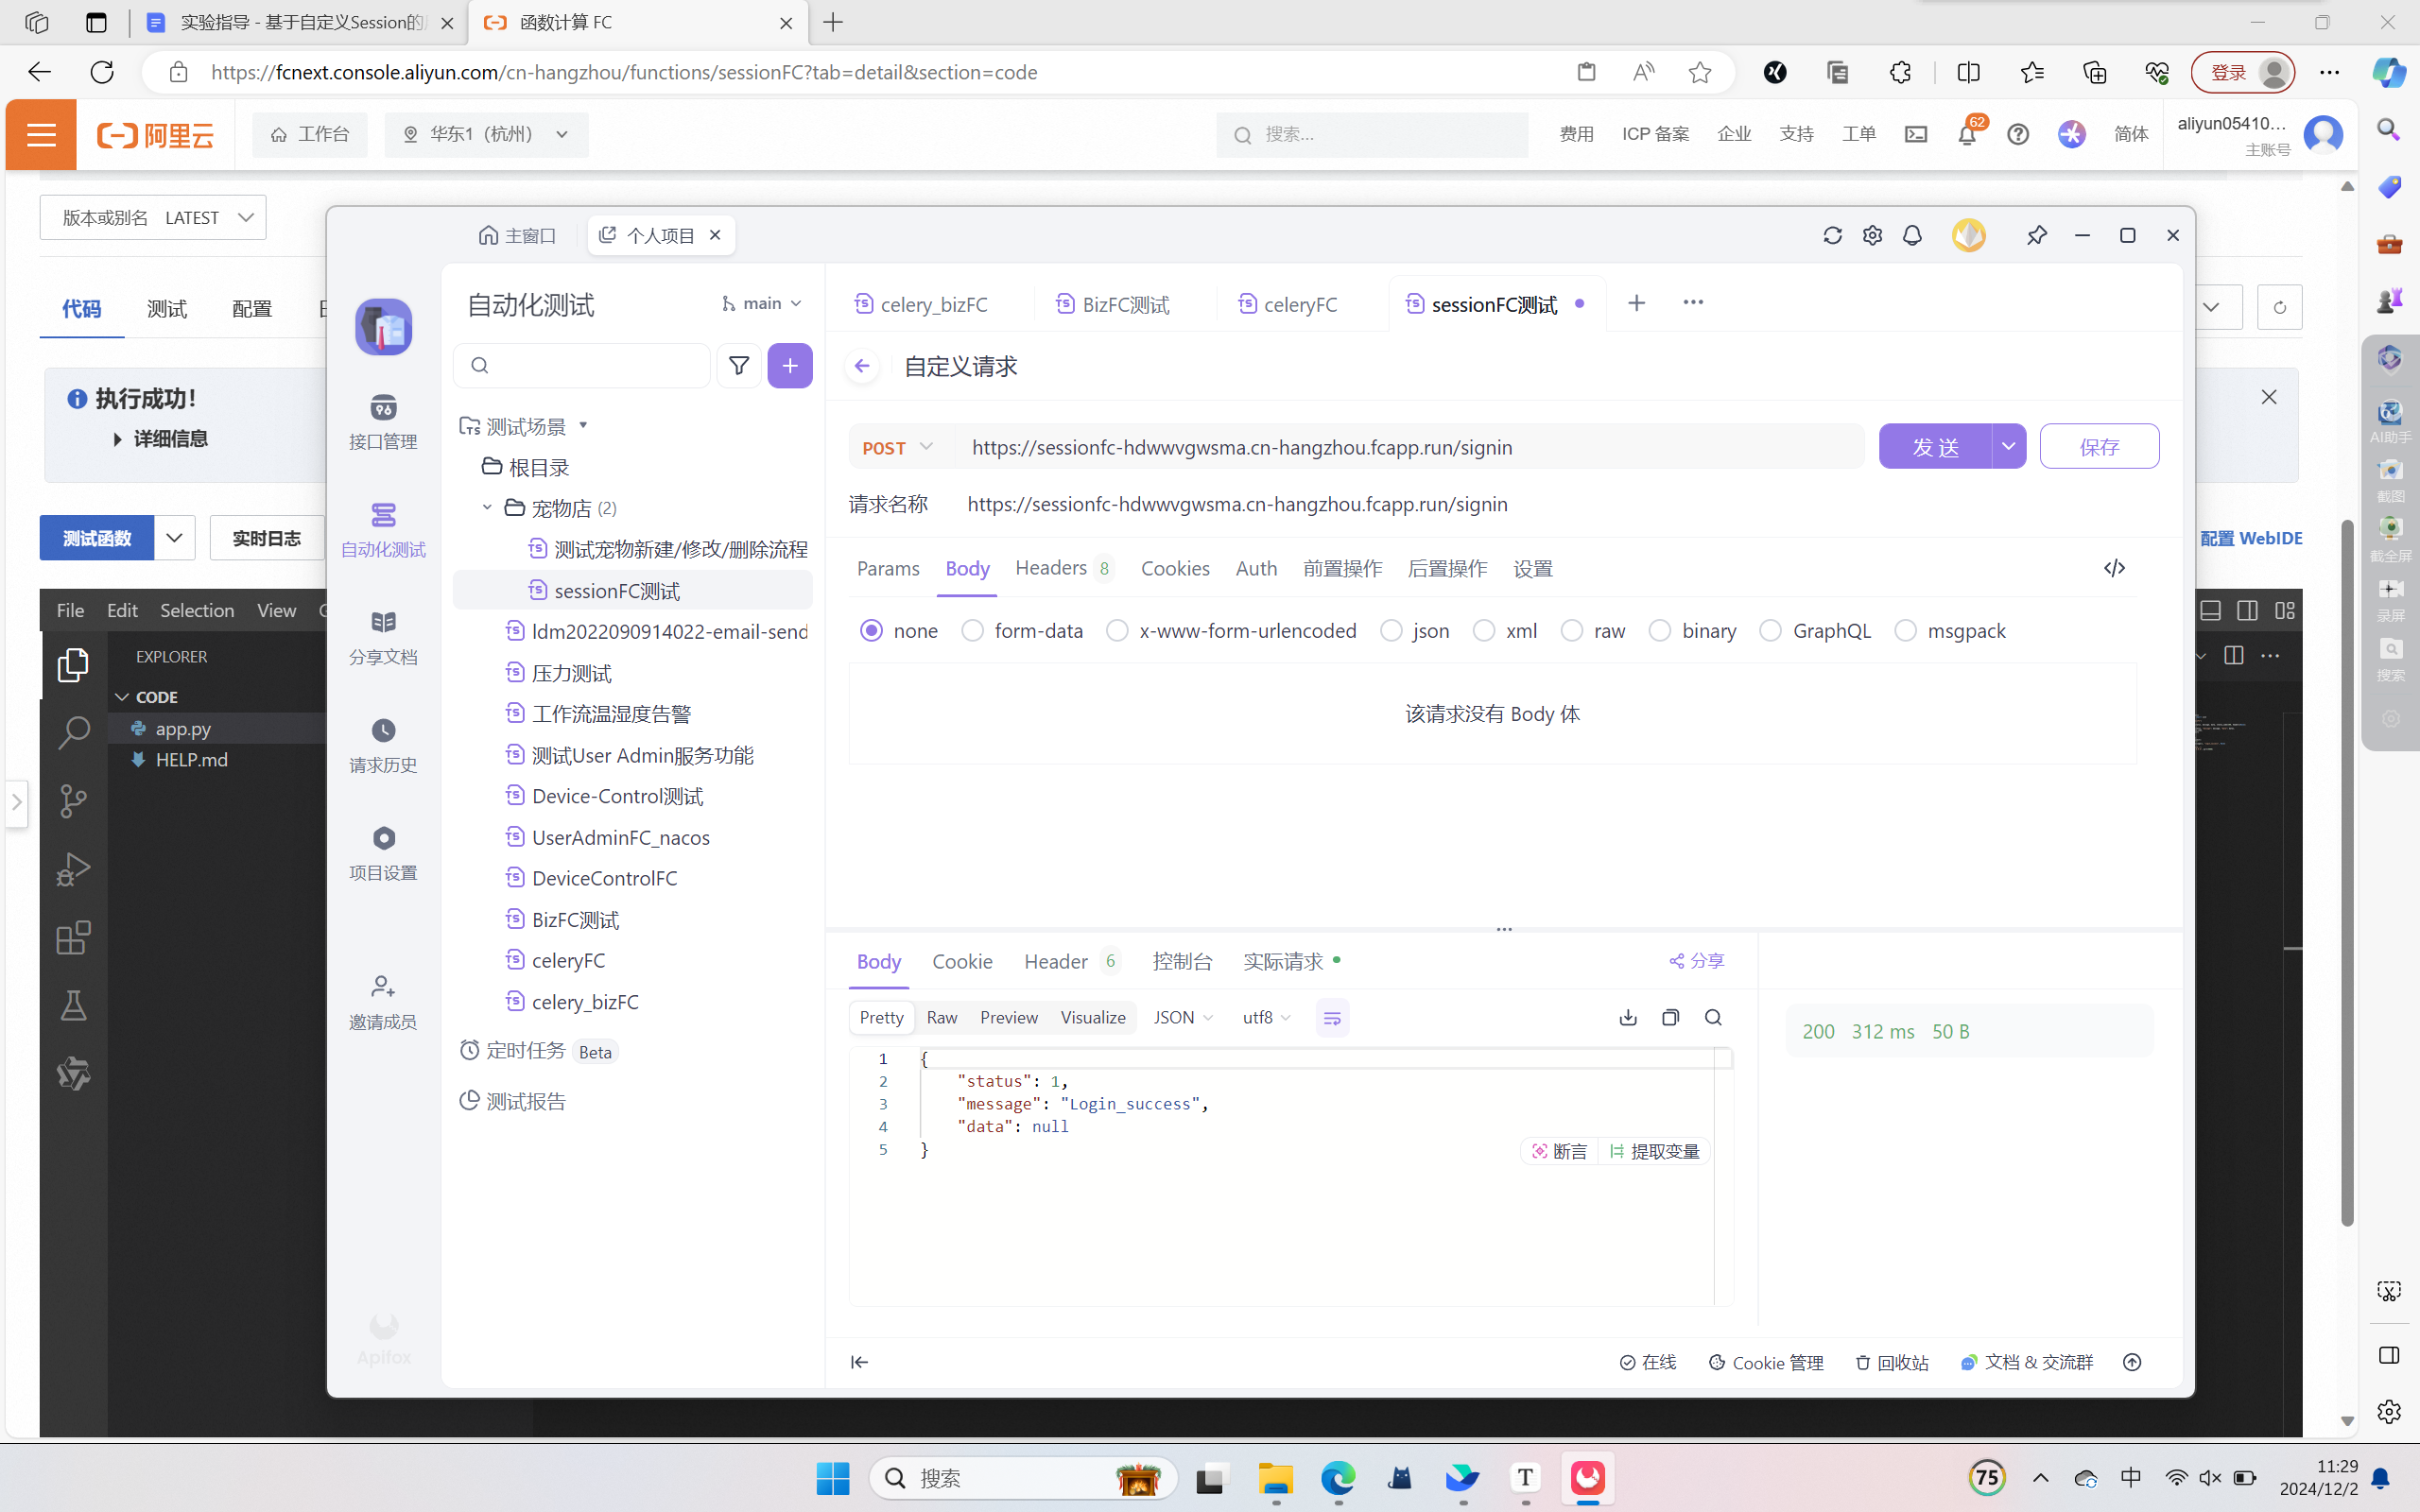 实验指导 - 基于自定义Session的
函数计算 FC
https://fcnext.console.aliyun.com/cn-hangzhou/functions/sessionFC?tab=detail&section=code
登录
阿里云
工作台
华东1（杭州）
搜索...
费用
ICP 备案
企业
支持
工单
62
简体
aliyun05410...
主账号
版本或别名 LATEST
代码
测试
配置
执行成功！
详细信息
测试函数
实时日志
配置 WebIDE
File Edit Selection View
EXPLORER
CODE
app.py
HELP.md
主窗口
个人项目
接口管理
自动化测试
分享文档
请求历史
项目设置
邀请成员
Apifox
自动化测试
main
测试场景
根目录
宠物店 (2)
测试宠物新建/修改/删除流程
sessionFC测试
ldm2022090914022-email-send
压力测试
工作流温湿度告警
测试User Admin服务功能
Device-Control测试
UserAdminFC_nacos
DeviceControlFC
BizFC测试
celeryFC
celery_bizFC
定时任务 Beta
测试报告
celery_bizFC
BizFC测试
celeryFC
sessionFC测试
自定义请求
POST
https://sessionfc-hdwwvgwsma.cn-hangzhou.fcapp.run/signin
发 送
保存
请求名称
https://sessionfc-hdwwvgwsma.cn-hangzhou.fcapp.run/signin
Params Body Headers 8 Cookies Auth 前置操作 后置操作 设置
none form-data x-www-form-urlencoded json xml raw binary GraphQL msgpack
该请求没有 Body 体
Body Cookie Header 6 控制台 实际请求
分享
Pretty Raw Preview Visualize JSON utf8
200 312 ms 50 B
1 {
2 "status": 1,
3 "message": "Login_success",
4 "data": null
5 }
断言 提取变量
在线
Cookie 管理
回收站
文档 & 交流群
AI助手
截图
截全屏
录屏
搜索
搜索
75
中
11:29
2024/12/2